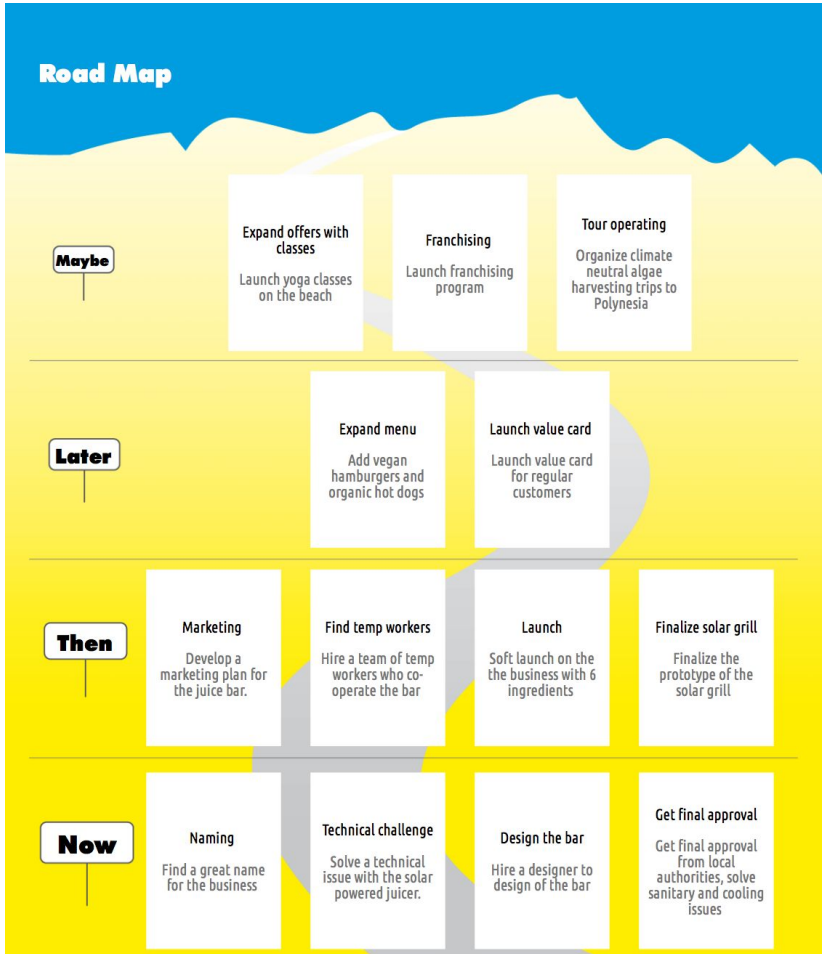 Road Map
Maybe
Expand offers with
classes
Launch yoga classes
on the beach
Franchising
Launch franchising
program
Tour operating
Organize climate
neutral algae
harvesting trips to
Polynesia
Later
Expand menu
Add vegan
hamburgers and
organic hot dogs
Launch value card
Launch value card
for regular
customers
Then
Marketing
Develop a
marketing plan for
the juice bar.
Find temp workers
Hire a team of temp
workers who co-
operate the bar
Launch
Soft launch on the
the business with 6
ingredients
Finalize solar grill
Finalize the
prototype of the
solar grill
Now
Naming
Find a great name
for the business
Technical challenge
Solve a technical
issue with the solar
powered juicer.
Design the bar
Hire a designer to
design of the bar
Get final approval
Get final approval
from local
authorities, solve
sanitary and cooling
issues